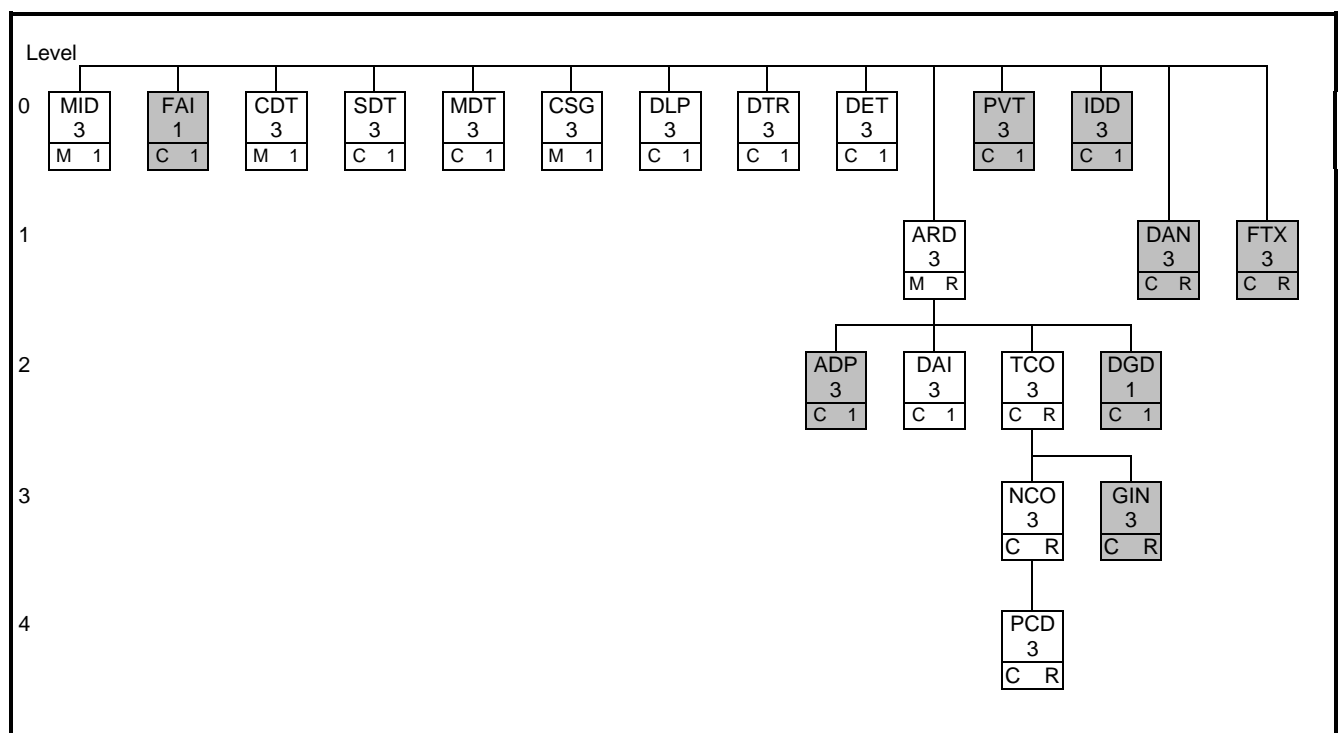 Level
0 MID FAI CDT SDT MDT CSG DLP DTR DET PVT IDD
3 1 3 3 3 3 3 3 3 3 3
M 1 C 1 M 1 C 1 C 1 M 1 C 1 C 1 C 1 C 1 C 1
1 ARD DAN FTX
3 3 3
M R C R C R
2 ADP DAI TCO DGD
3 3 3 1
C 1 C 1 C R C 1
3 NCO GIN
3 3
C R C R
4 PCD
3
C R